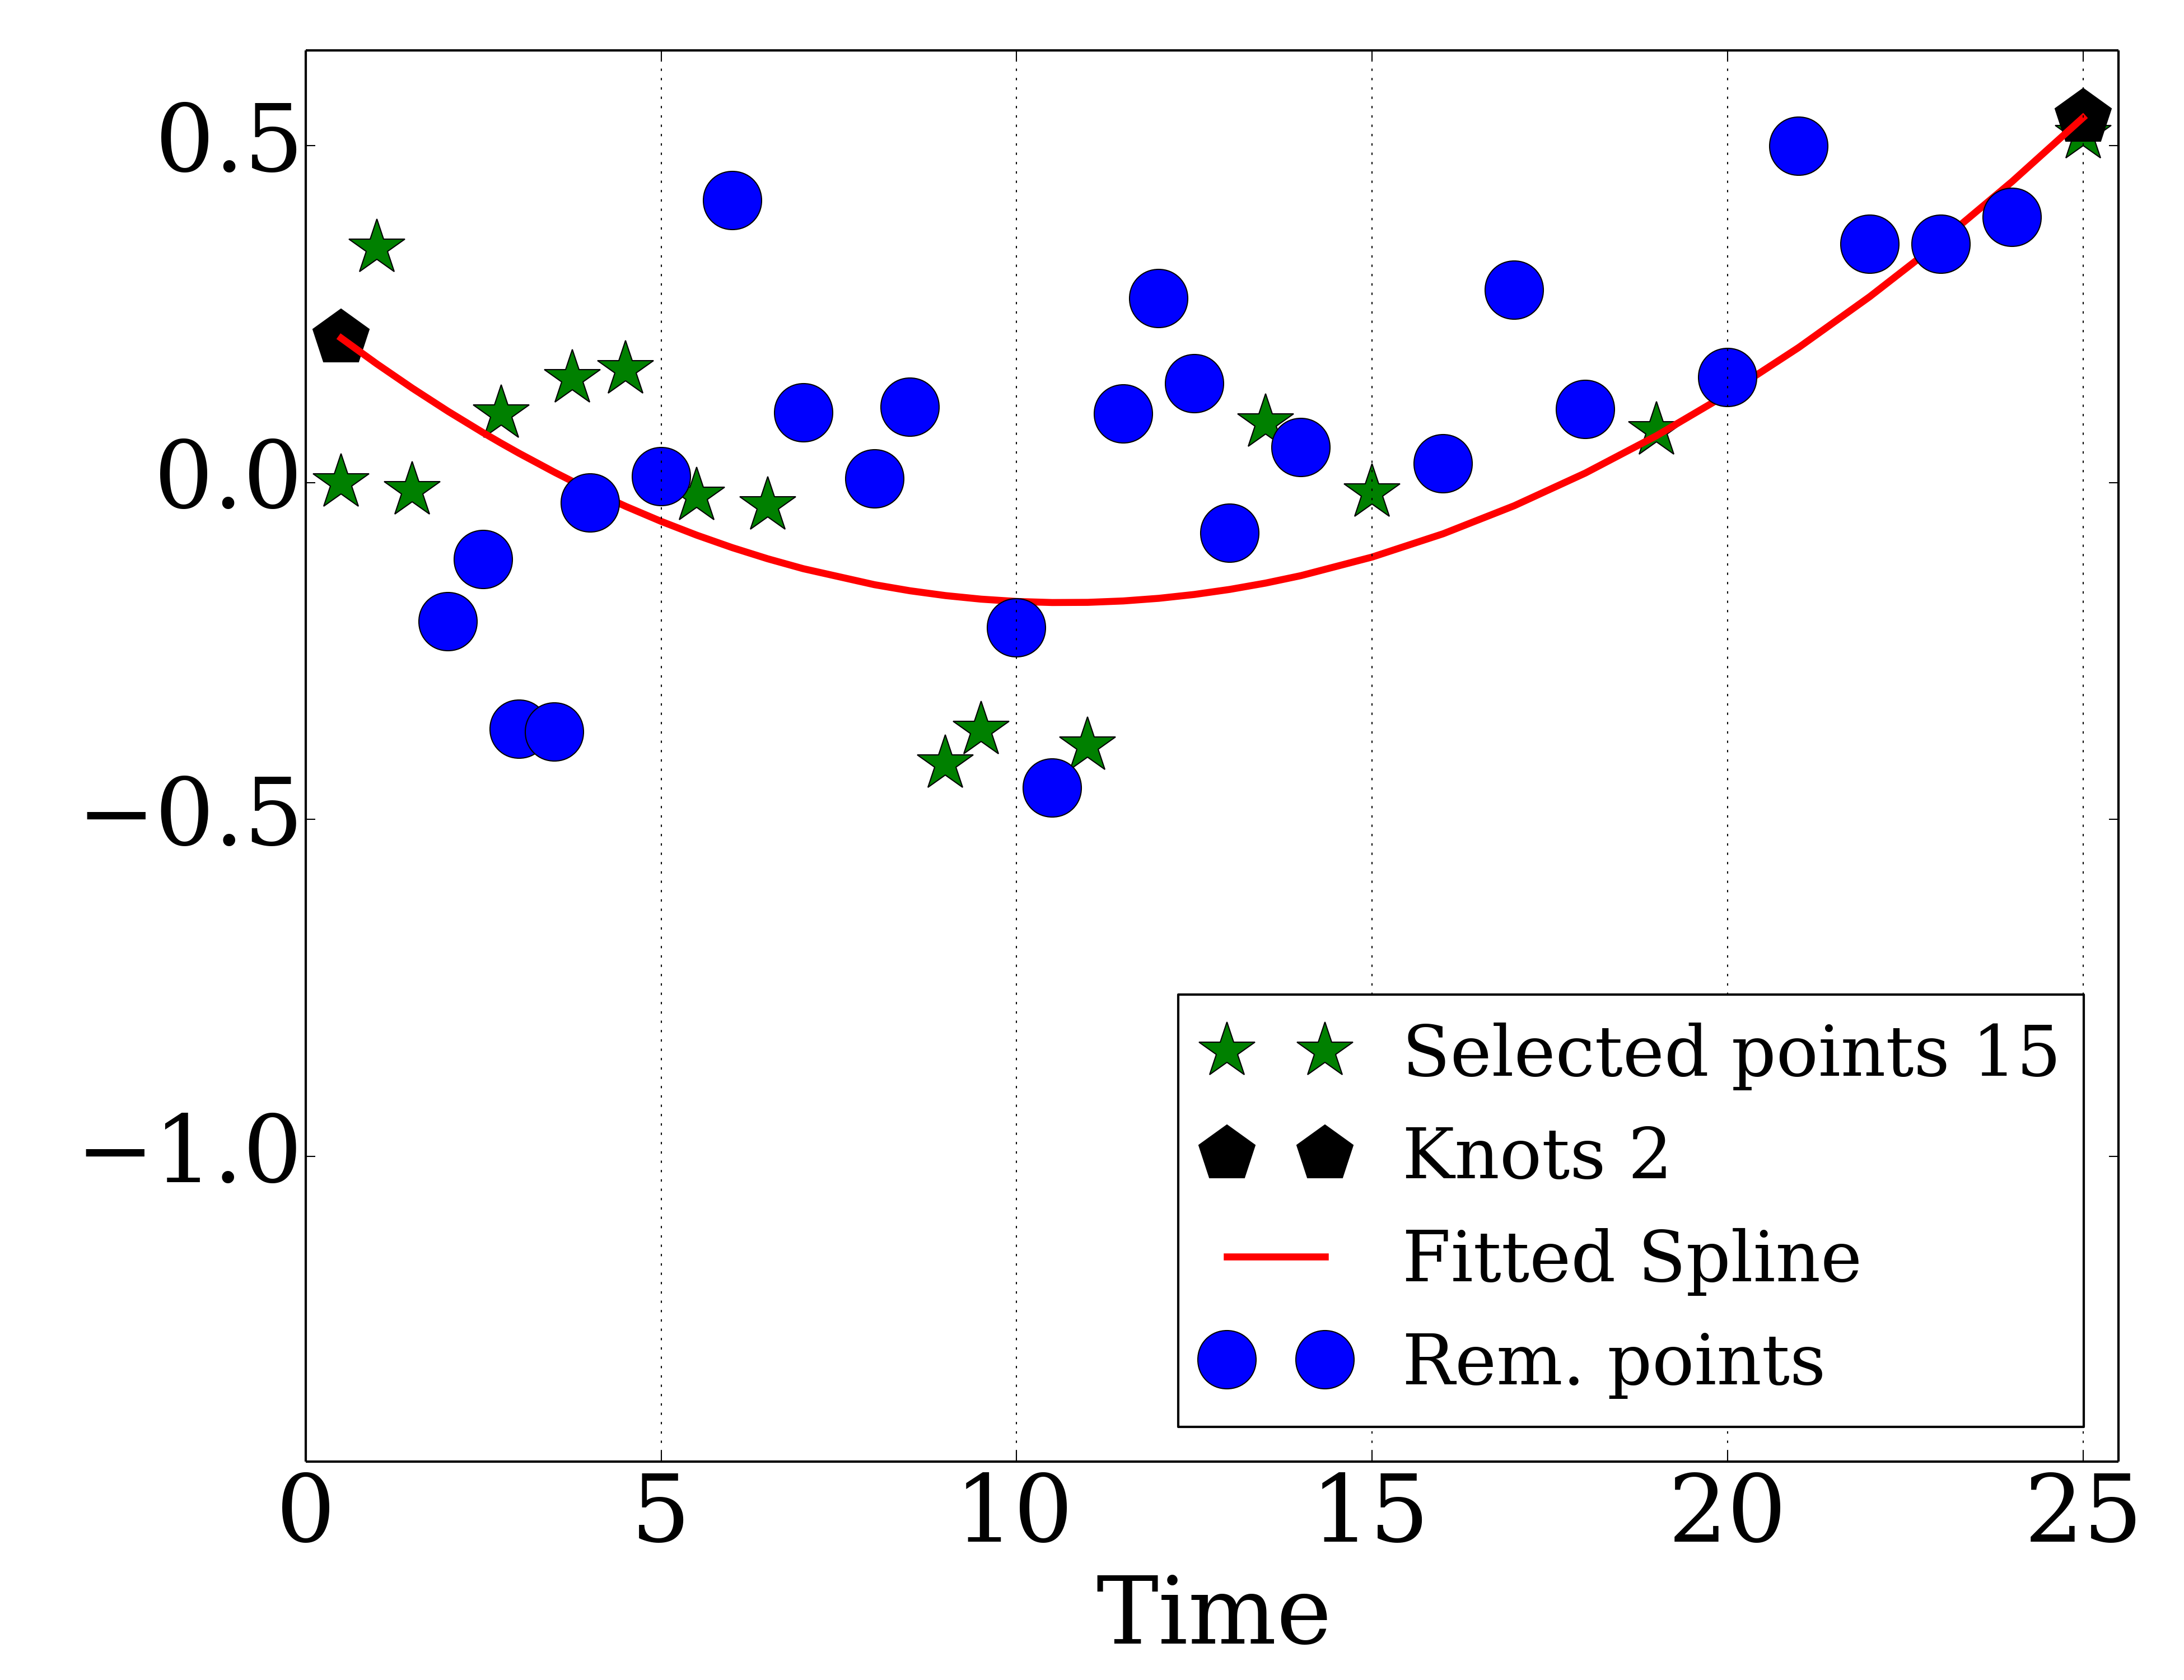 0.5
0.0
−0.5
−1.0
Selected points 15
Knots 2
Fitted Spline
Rem. points
0 5 10 15 20 25
Time